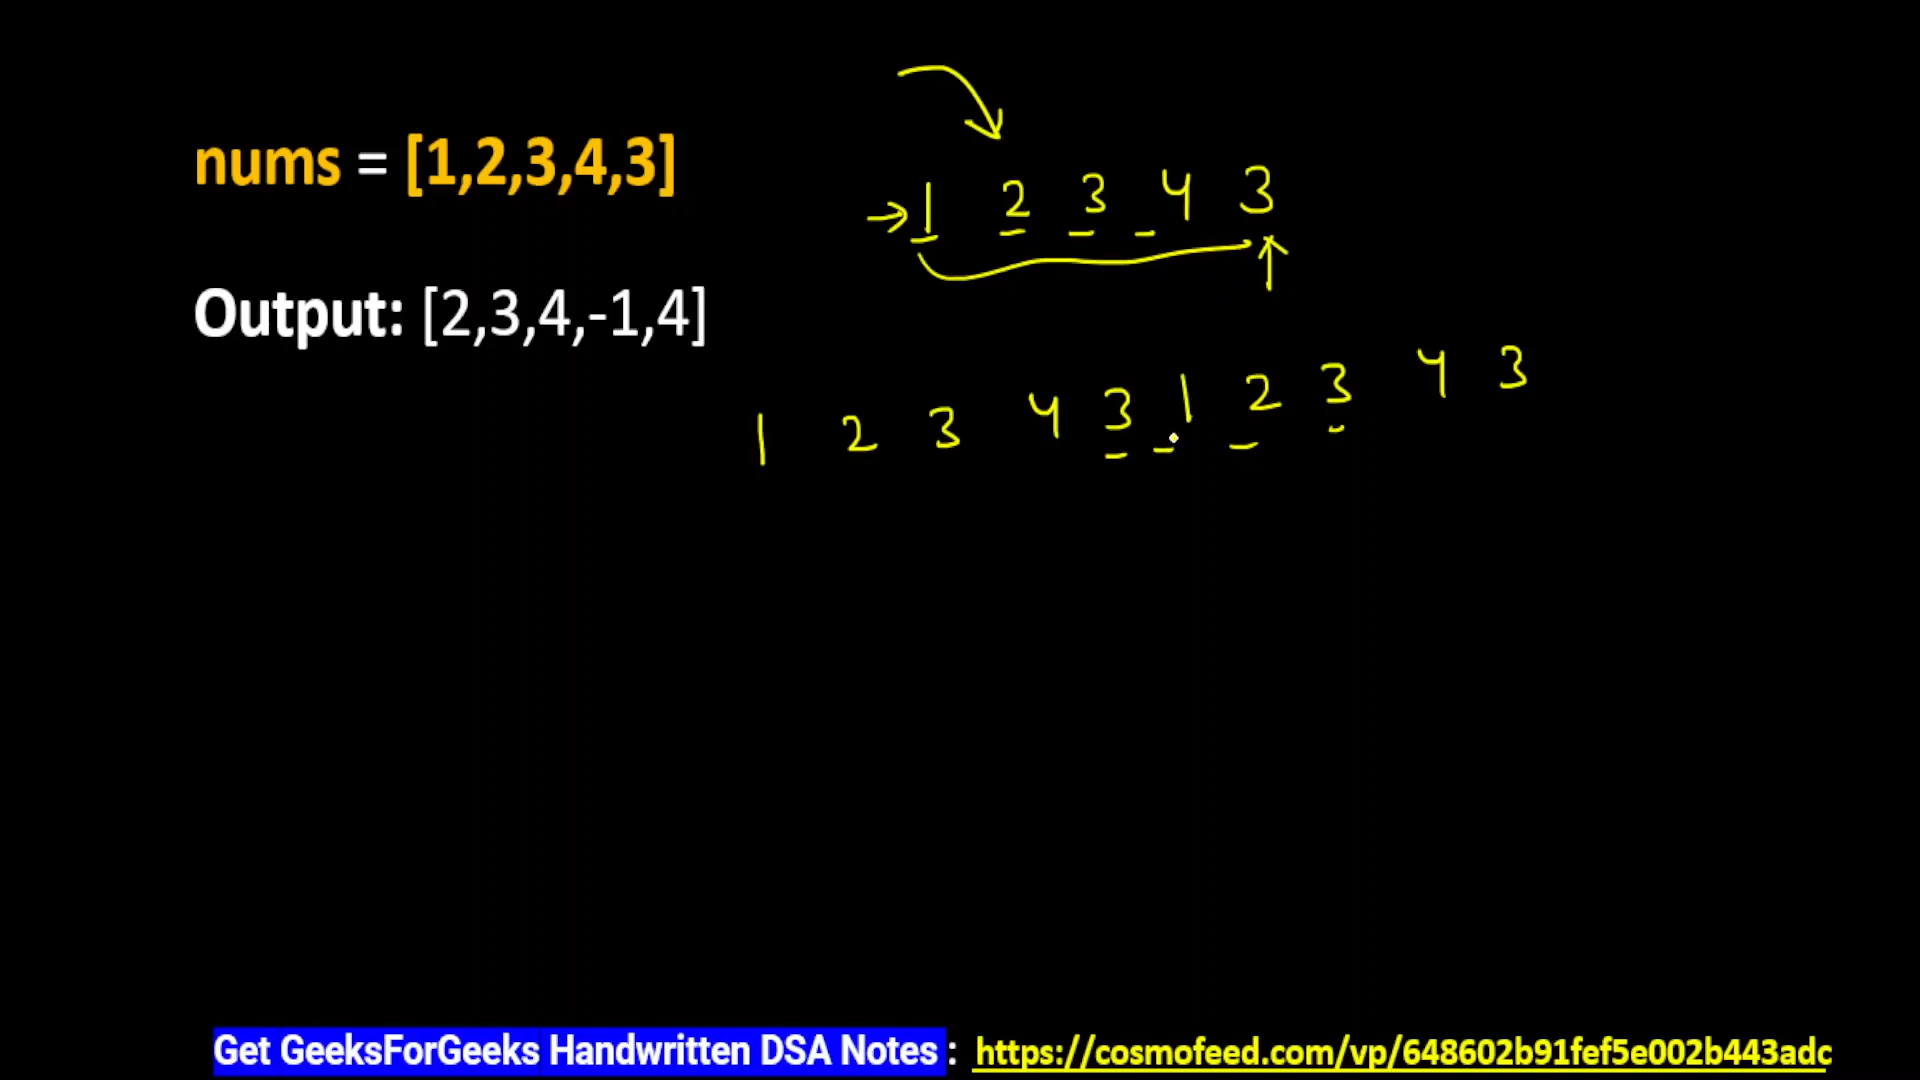 nums = [1,2,3,4,3]
1 2 3 4 3
Output: [2,3,4,-1,4]
1 2 3 4 3 1 2 3 4 3
Get GeeksForGeeks Handwritten DSA Notes : https://cosmofeed.com/vp/648602b91fef5e002b443adc